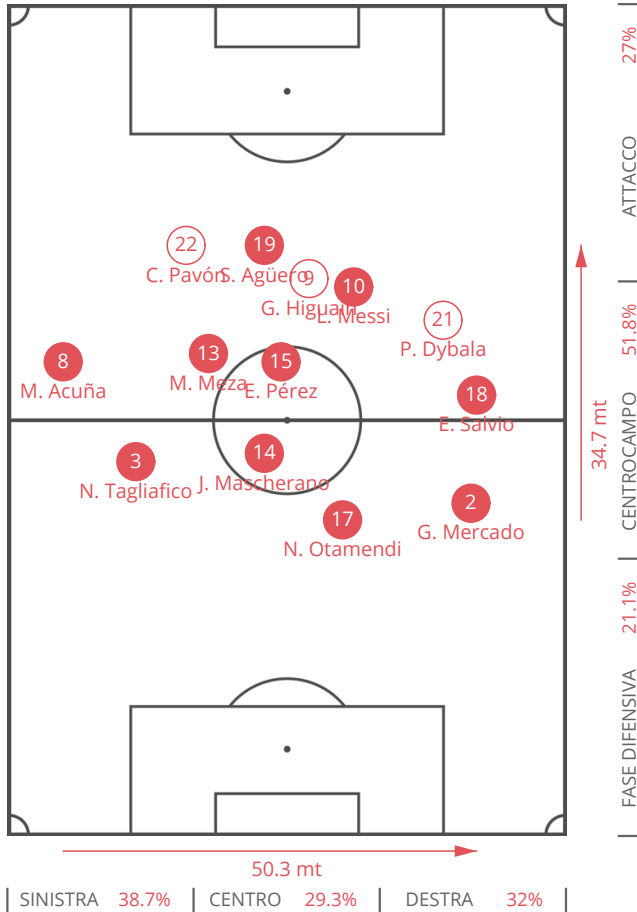 27%
ATTACCO
22
C. Pavón
19
S. Agüero
9
G. Higuaín
10
L. Messi
21
P. Dybala
51.8%
CENTROCAMPO
34.7 mt
8
M. Acuña
13
M. Meza
15
E. Pérez
18
E. Salvio
3
N. Tagliafico
14
J. Mascherano
17
N. Otamendi
2
G. Mercado
21.1%
FASE DIFENSIVA
50.3 mt
SINISTRA 38.7% CENTRO 29.3% DESTRA 32%